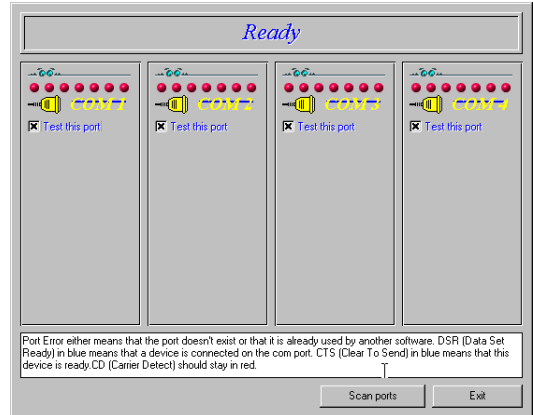 Ready
COM 1
COM 2
COM 3
COM 4
Test this port
Test this port
Test this port
Test this port
Port Error either means that the port doesn't exist or that it is already used by another software. DSR (Data Set
Ready) in blue means that a device is connected on the com port. CTS (Clear To Send) in blue means that this
device is ready.CD (Carrier Detect) should stay in red.
Scan ports
Exit